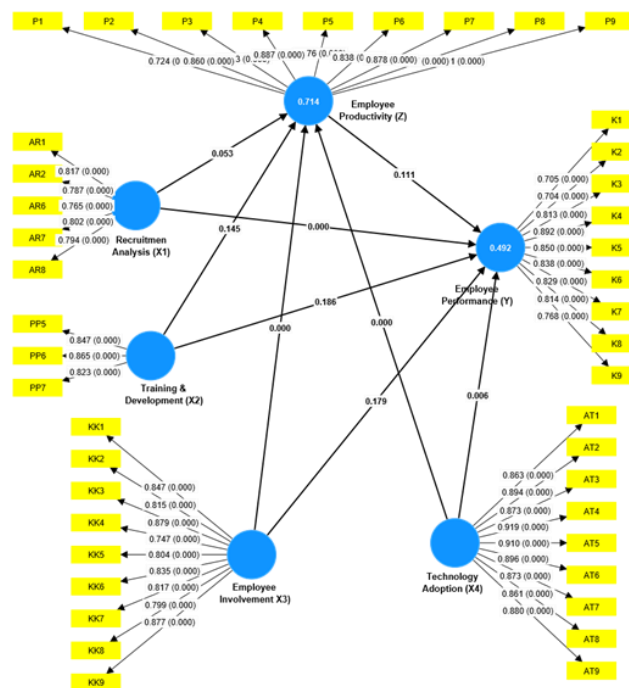 P1 P2 P3 P4 P5 P6 P7 P8 P9
0.724 (0 0.860 (0.000) 3 (0.000) 0.887 (0.000) 76 (0.000) 0.838 (0.000) 0.878 (0.000) (0.000) 1 (0.000)
0.714
Employee
Productivity (Z)
AR1
AR2
AR6
AR7
AR8
0.817 (0.000)
0.787 (0.000)
0.765 (0.000)
0.802 (0.000)
0.794 (0.000)
Recruitmen
Analysis (X1)
0.053
0.111
0.145
0.000
0.186
0.000
0.000
0.179
0.006
K1
K2
K3
K4
K5
K6
K7
K8
K9
0.705 (0.000)
0.704 (0.000)
0.813 (0.000)
0.892 (0.000)
0.850 (0.000)
0.838 (0.000)
0.829 (0.000)
0.814 (0.000)
0.768 (0.000)
0.492
Employee
Performance (Y)
PP5
PP6
PP7
0.847 (0.000)
0.865 (0.000)
0.823 (0.000)
Training &
Development (X2)
KK1
KK2
KK3
KK4
KK5
KK6
KK7
KK8
KK9
0.847 (0.000)
0.815 (0.000)
0.879 (0.000)
0.747 (0.000)
0.804 (0.000)
0.835 (0.000)
0.817 (0.000)
0.799 (0.000)
0.877 (0.000)
Employee
Involvement X3)
AT1
AT2
AT3
AT4
AT5
AT6
AT7
AT8
AT9
0.863 (0.000)
0.894 (0.000)
0.873 (0.000)
0.919 (0.000)
0.910 (0.000)
0.896 (0.000)
0.873 (0.000)
0.861 (0.000)
0.880 (0.000)
Technology
Adoption (X4)